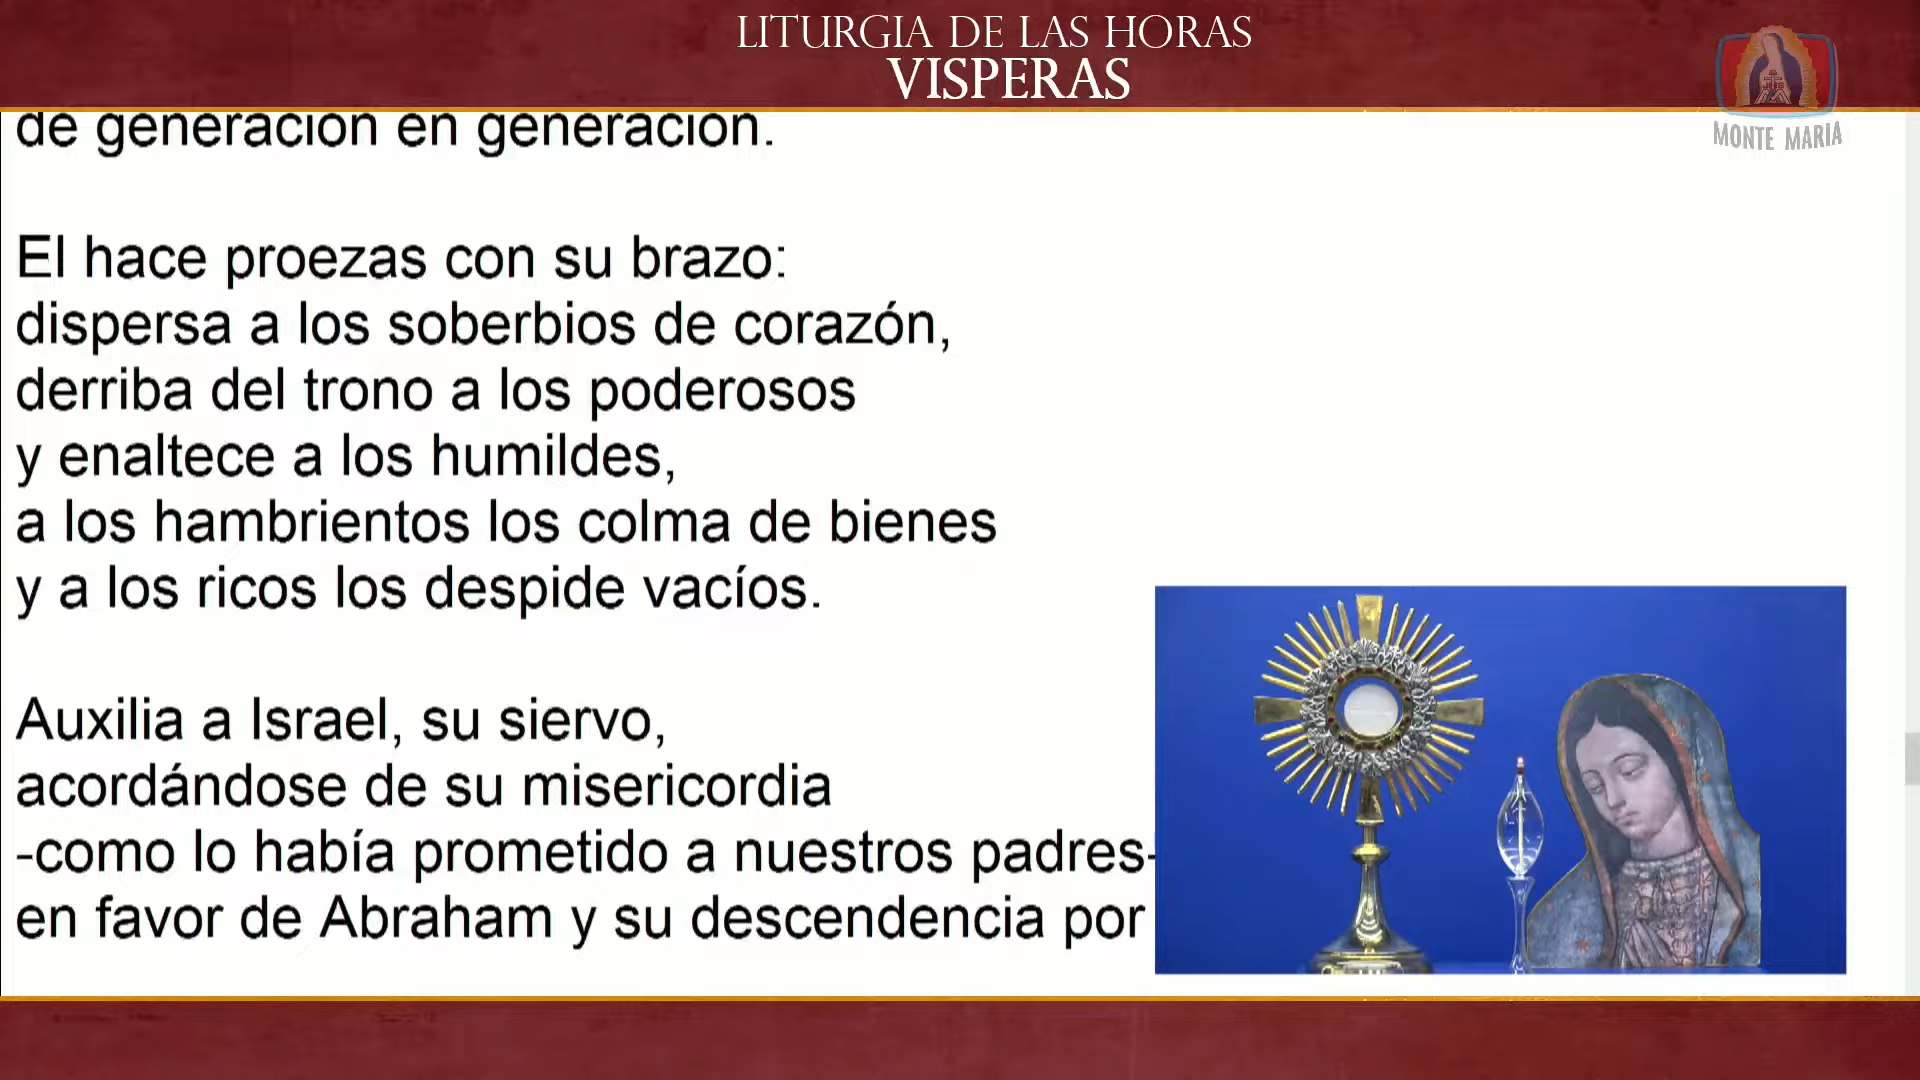 LITURGIA DE LAS HORAS
VISPERAS
MONTE MARIA
de generación en generación.
El hace proezas con su brazo:
dispersa a los soberbios de corazón,
derriba del trono a los poderosos
y enaltece a los humildes,
a los hambrientos los colma de bienes
y a los ricos los despide vacíos.
Auxilia a Israel, su siervo,
acordándose de su misericordia
-como lo había prometido a nuestros padres-
en favor de Abraham y su descendencia por